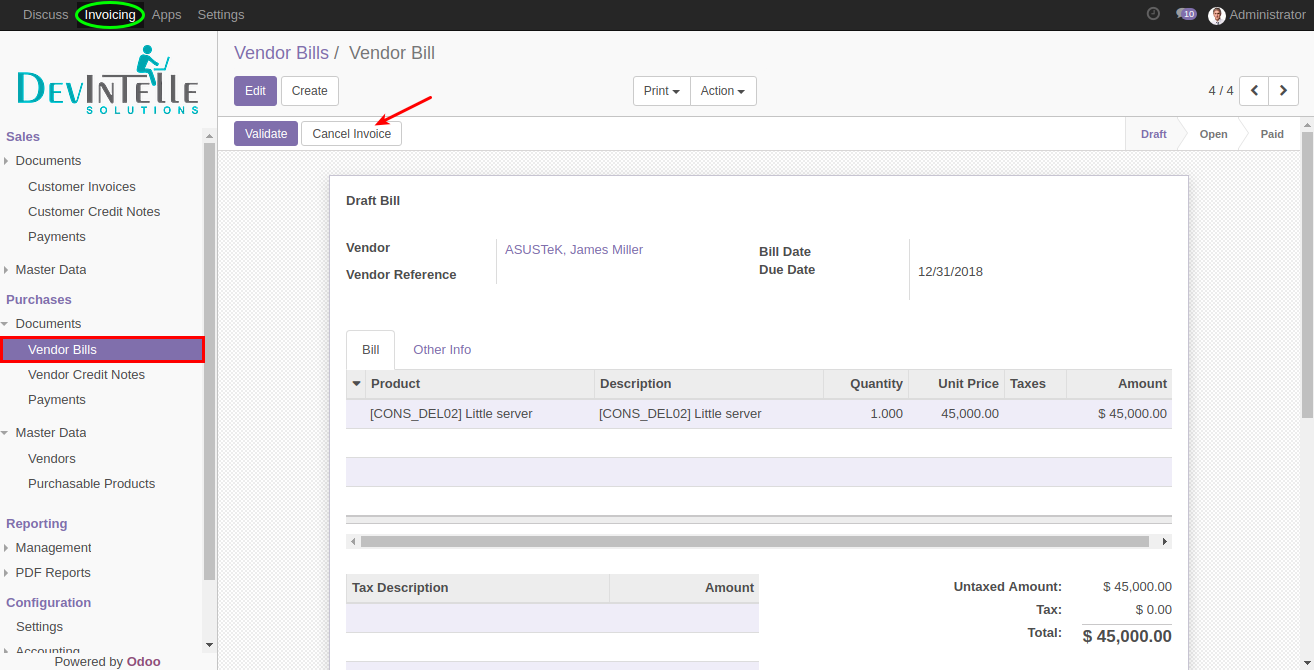 Discuss Invoicing Apps Settings 10 Administrator
DEVINTELLE
SOLUTIONS
Sales
Documents
Customer Invoices
Customer Credit Notes
Payments
Master Data
Purchases
Documents
Vendor Bills
Vendor Credit Notes
Payments
Master Data
Vendors
Purchasable Products
Reporting
Management
PDF Reports
Configuration
Settings
Accounting
Powered by Odoo
Vendor Bills / Vendor Bill
Edit Create Print Action 4 / 4
Validate Cancel Invoice Draft Open Paid
Draft Bill
Vendor ASUSTeK, James Miller
Vendor Reference
Bill Date
Due Date 12/31/2018
Bill Other Info
Product Description Quantity Unit Price Taxes Amount
[CONS_DEL02] Little server [CONS_DEL02] Little server 1.000 45,000.00 $ 45,000.00
Tax Description Amount
Untaxed Amount: $ 45,000.00
Tax: $ 0.00
Total: $ 45,000.00